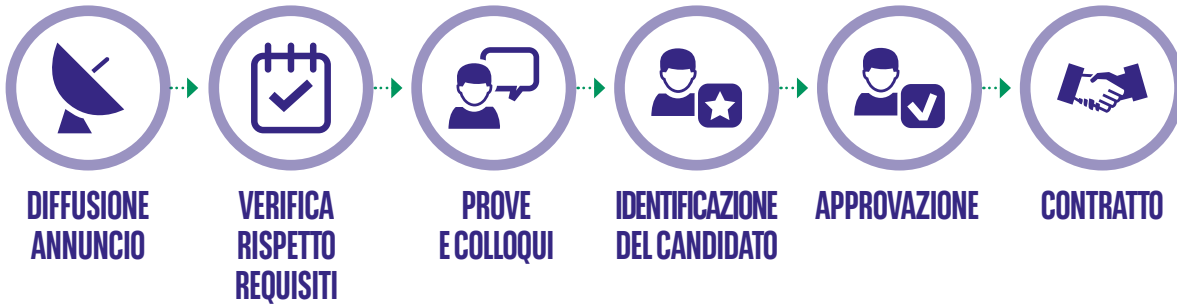 DIFFUSIONE
ANNUNCIO
VERIFICA
RISPETTO
REQUISITI
PROVE
E COLLOQUI
IDENTIFICAZIONE
DEL CANDIDATO
APPROVAZIONE
CONTRATTO